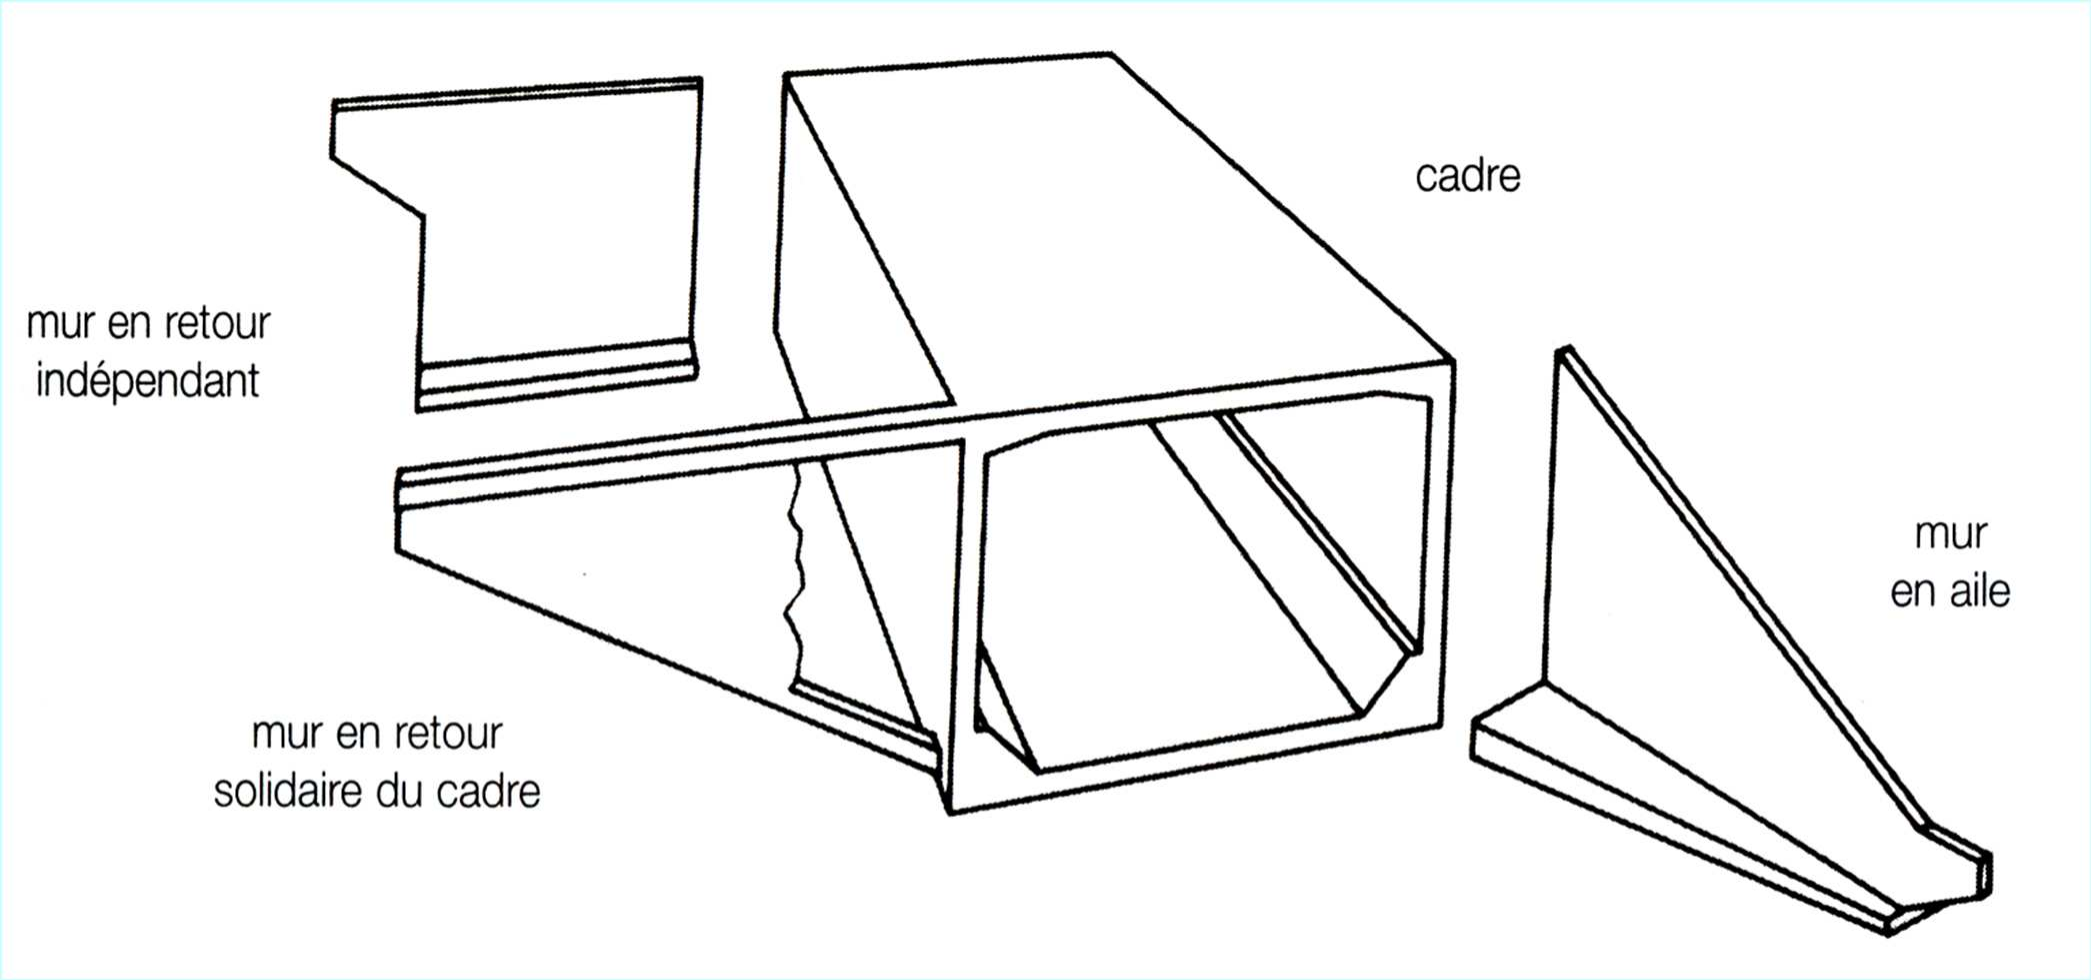 cadre
mur en retour
indépendant
mur
en aile
mur en retour
solidaire du cadre